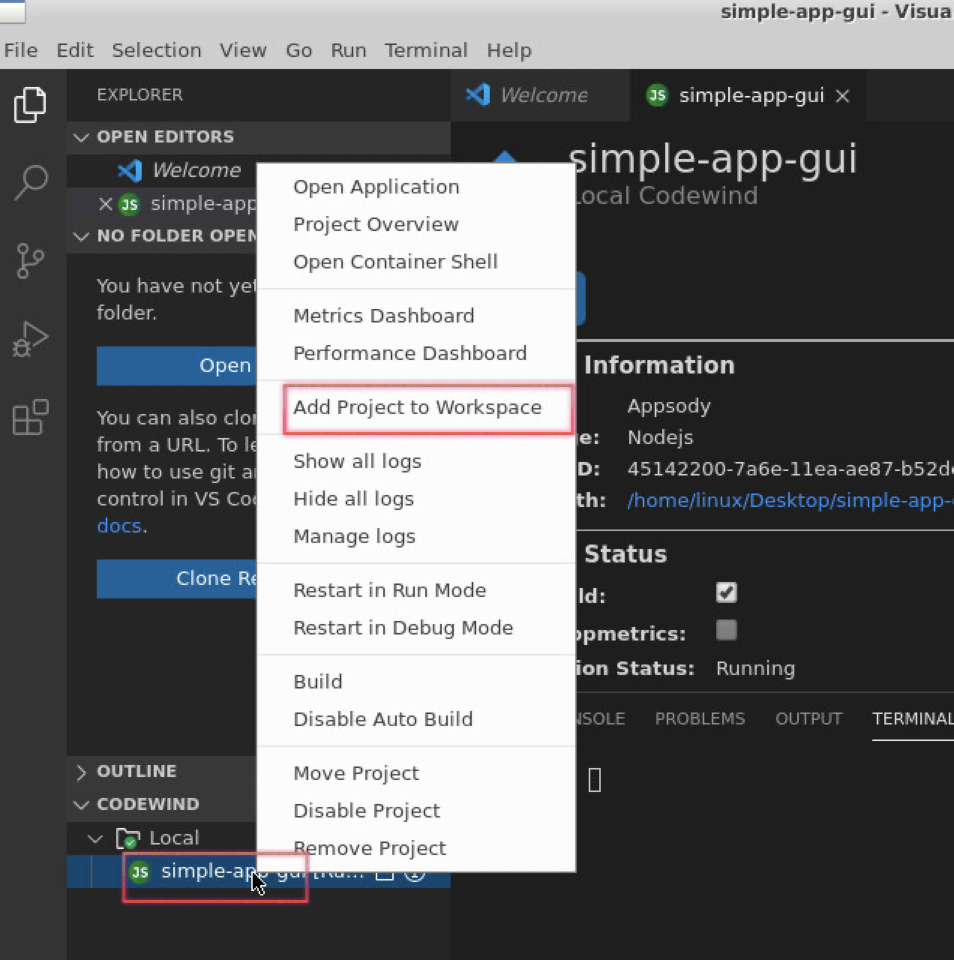 simple-app-gui - Visua
File Edit Selection View Go Run Terminal Help
EXPLORER
OPEN EDITORS
Welcome
JS simple-app
NO FOLDER OPEN
You have not yet
folder.
Open
You can also clo
from a URL. To le
how to use git a
control in VS Co
docs.
Clone Re
OUTLINE
CODEWIND
Local
JS simple-app-gui [Ru...
Open Application
Project Overview
Open Container Shell
Metrics Dashboard
Performance Dashboard
Add Project to Workspace
Show all logs
Hide all logs
Manage logs
Restart in Run Mode
Restart in Debug Mode
Build
Disable Auto Build
Move Project
Disable Project
Remove Project
Welcome JS simple-app-gui
simple-app-gui
Local Codewind
Information
Appsody
e: Nodejs
D: 45142200-7a6e-11ea-ae87-b52d
th: /home/linux/Desktop/simple-app-
Status
ld:
opmetrics:
ion Status: Running
NSOLE PROBLEMS OUTPUT TERMINAL